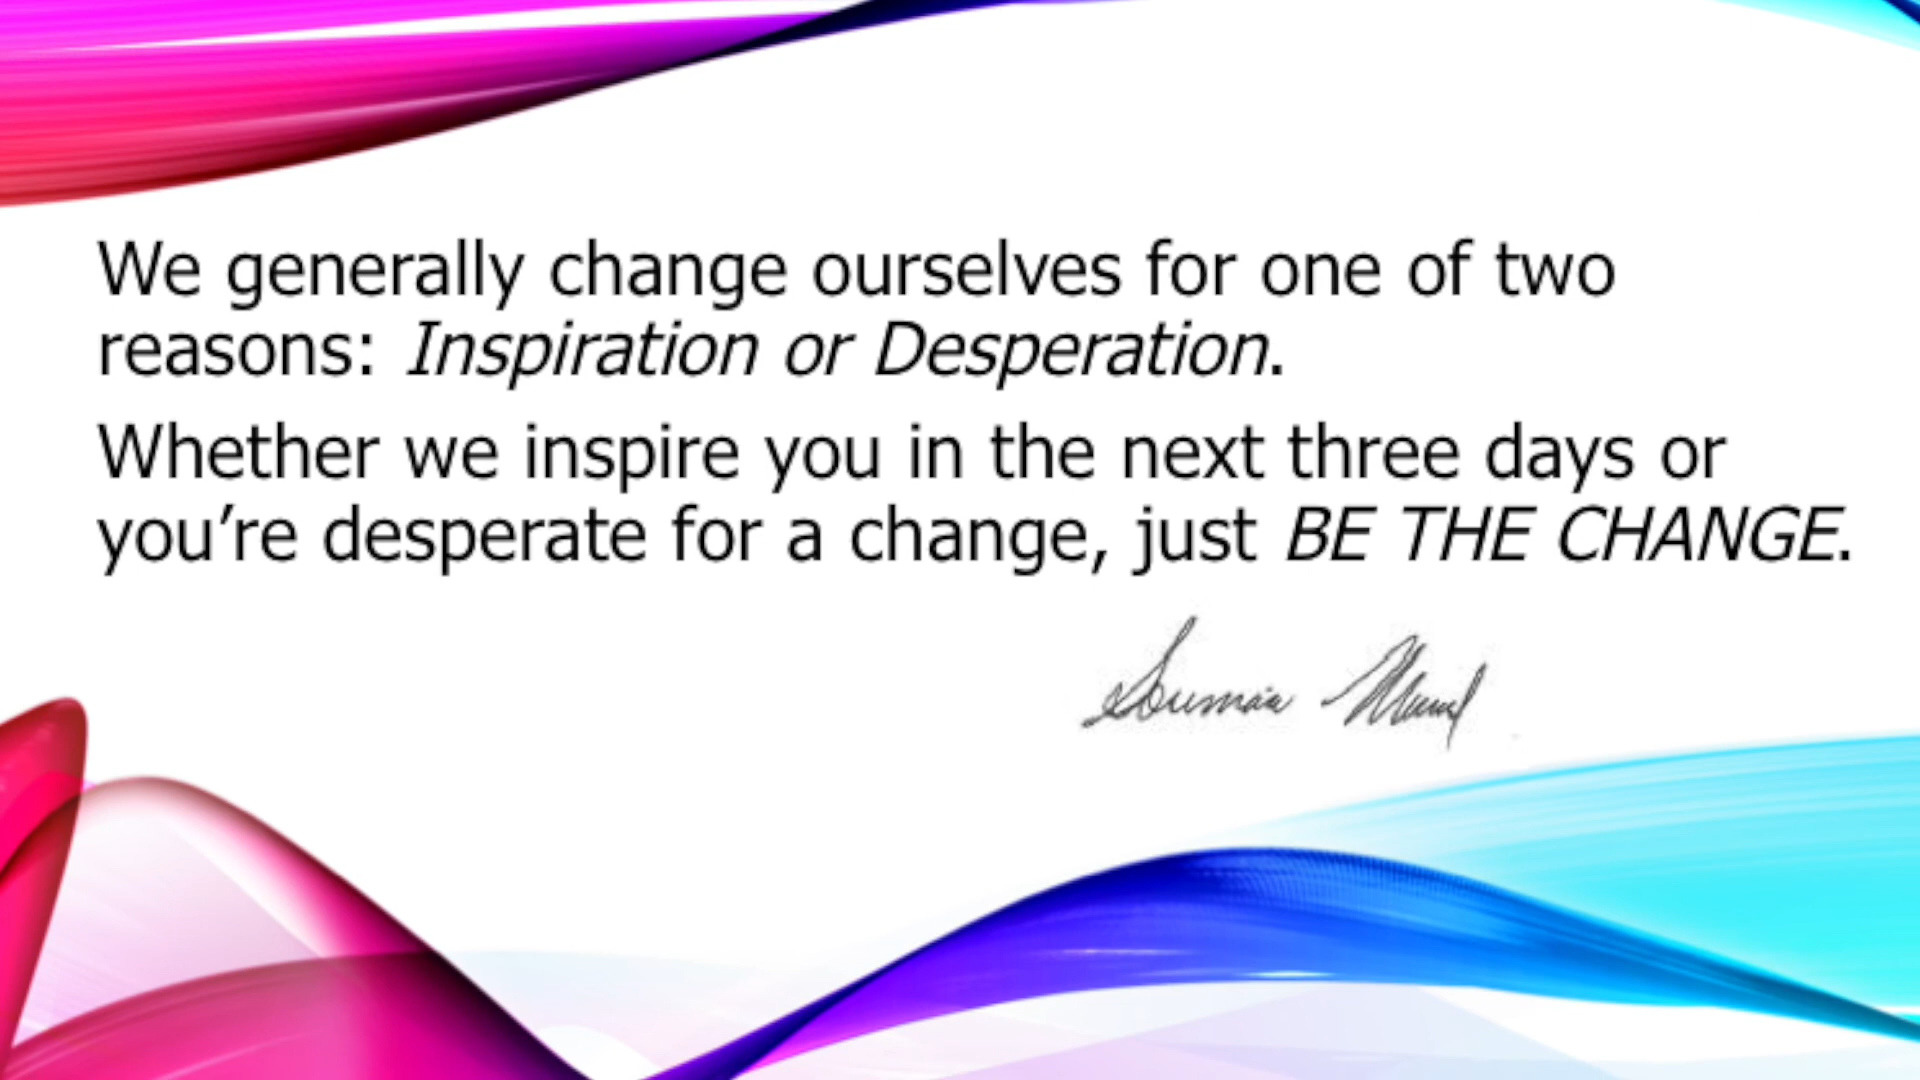 We generally change ourselves for one of two
reasons: Inspiration or Desperation.
Whether we inspire you in the next three days or
you’re desperate for a change, just BE THE CHANGE.